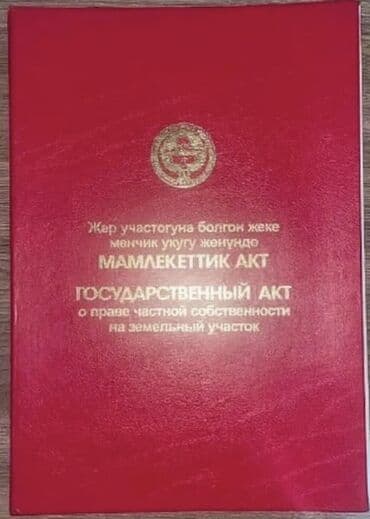 Жер участогуна болгон жеке
менчик укугу жөнүндө
МАМЛЕКЕТТИК АКТ
ГОСУДАРСТВЕННЫЙ АКТ
о праве частной собственности
на земельный участок